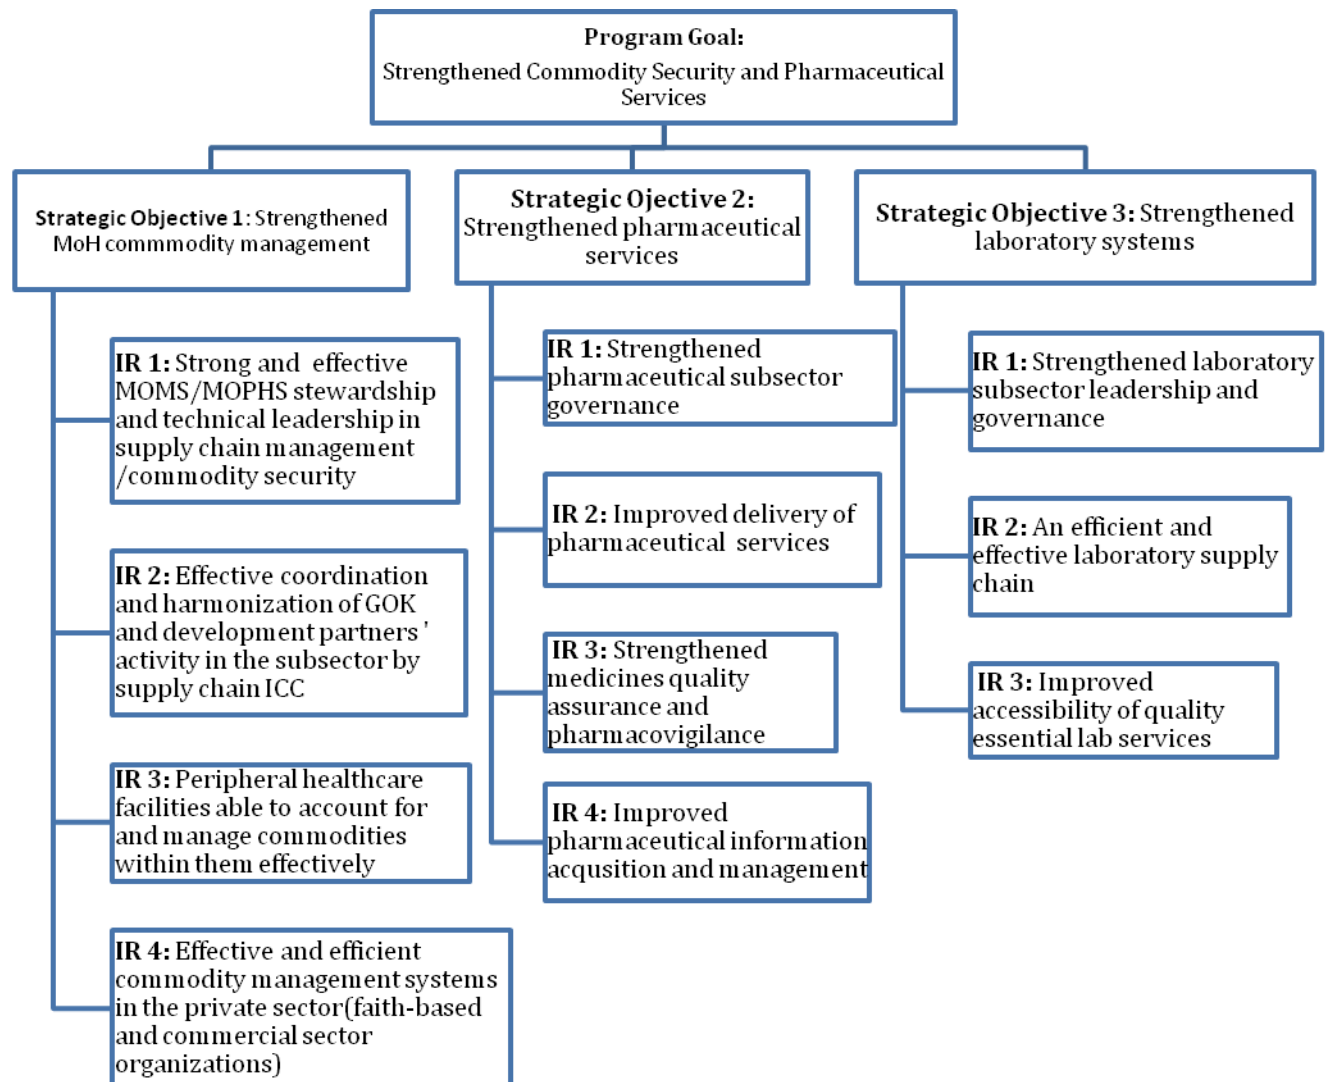 Program Goal:
Strengthened Commodity Security and Pharmaceutical
Services
Strategic Objective 1: Strengthened
MoH commmodity management
IR 1: Strong and effective
MOMS/MOPHS stewardship
and technical leadership in
supply chain management
/commodity security
IR 2: Effective coordination
and harmonization of GOK
and development partners '
activity in the subsector by
supply chain ICC
IR 3: Peripheral healthcare
facilities able to account for
and manage commodities
within them effectively
IR 4: Effective and efficient
commodity management systems
in the private sector(faith-based
and commercial sector
organizations)
Strategic Ojective 2:
Strengthened pharmaceutical
services
IR 1: Strengthened
pharmaceutical subsector
governance
IR 2: Improved delivery of
pharmaceutical services
IR 3: Strengthened
medicines quality
assurance and
pharmacovigilance
IR 4: Improved
pharmaceutical information
acqusition and management
Strategic Objective 3: Strengthened
laboratory systems
IR 1: Strengthened laboratory
subsector leadership and
governance
IR 2: An efficient and
effective laboratory supply
chain
IR 3: Improved
accessibility of quality
essential lab services